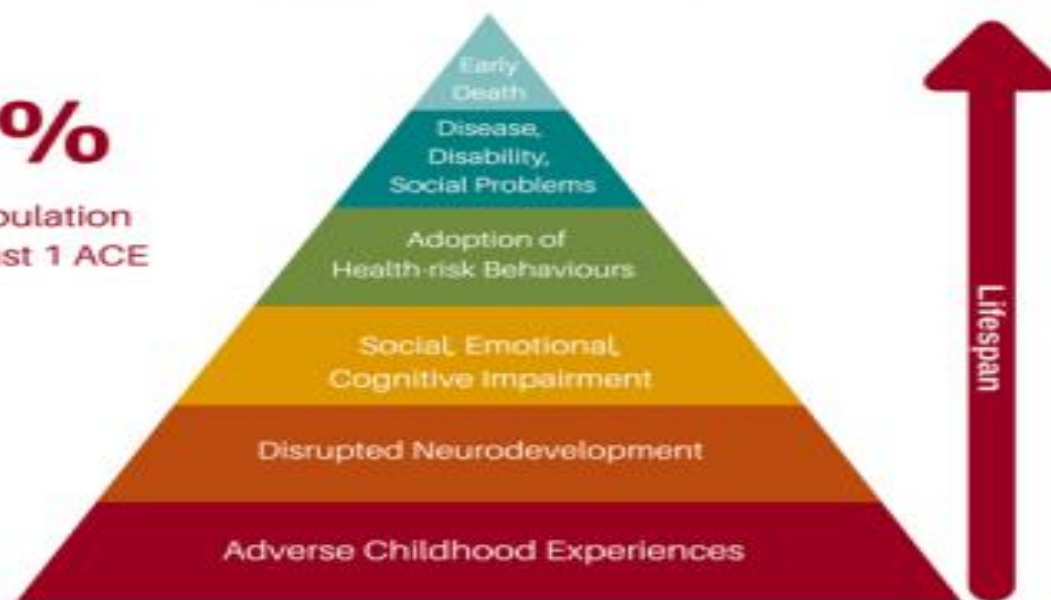 %
pulation
st 1 ACE
Early
Death
Disease,
Disability,
Social Problems
Adoption of
Health-risk Behaviours
Social, Emotional,
Cognitive Impairment
Disrupted Neurodevelopment
Adverse Childhood Experiences
Lifespan